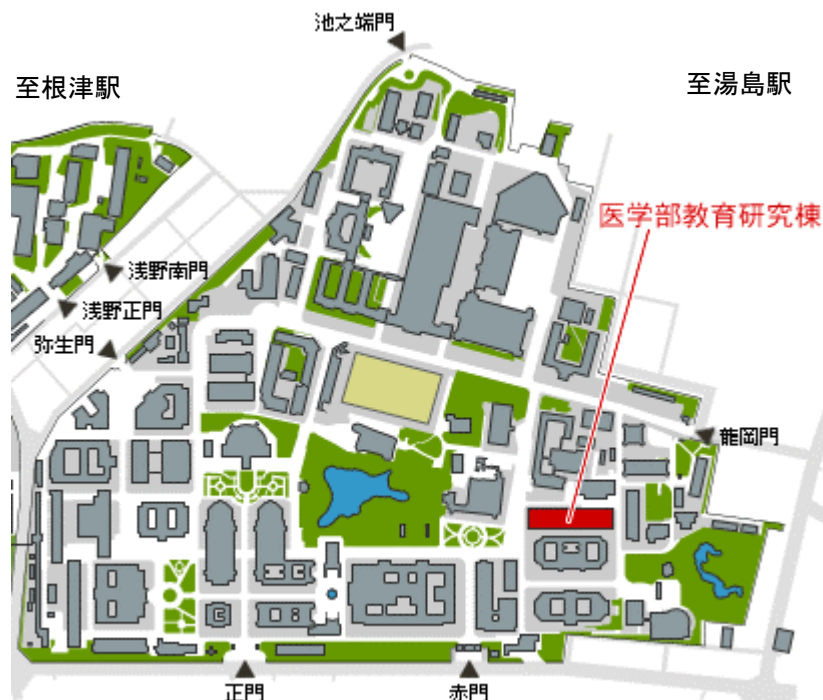 池之端門
至根津駅
至湯島駅
医学部教育研究棟
浅野南門
浅野正門
弥生門
龍岡門
正門
赤門